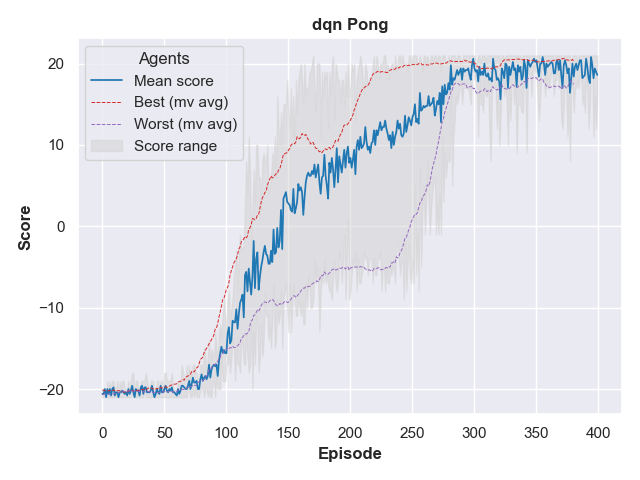 dqn Pong
Agents
Mean score
Best (mv avg)
Worst (mv avg)
Score range
Score
20
10
0
−10
−20
0 50 100 150 200 250 300 350 400
Episode